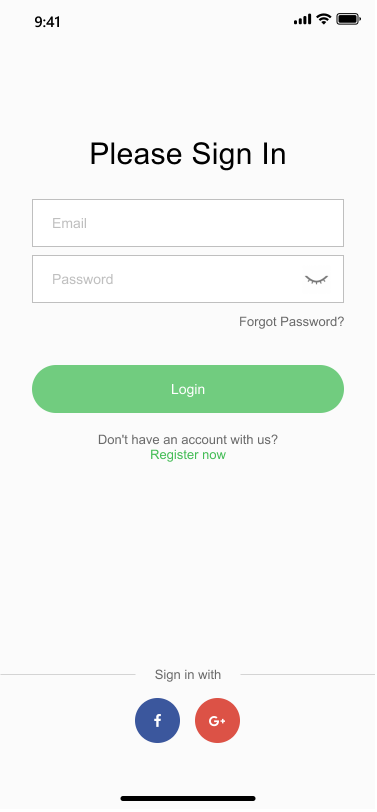 9:41
Please Sign In
Email
Password
Forgot Password?
Login
Don't have an account with us?
Register now
Sign in with
f
G+